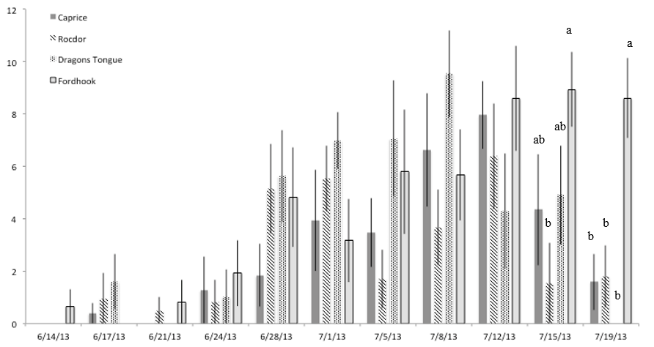 12
10
8
6
4
2
0
Caprice
Rocdor
Dragons Tongue
Fordhook
a
a
ab
ab
b
b
b
b
6/14/13 6/17/13 6/21/13 6/24/13 6/28/13 7/1/13 7/5/13 7/8/13 7/12/13 7/15/13 7/19/13